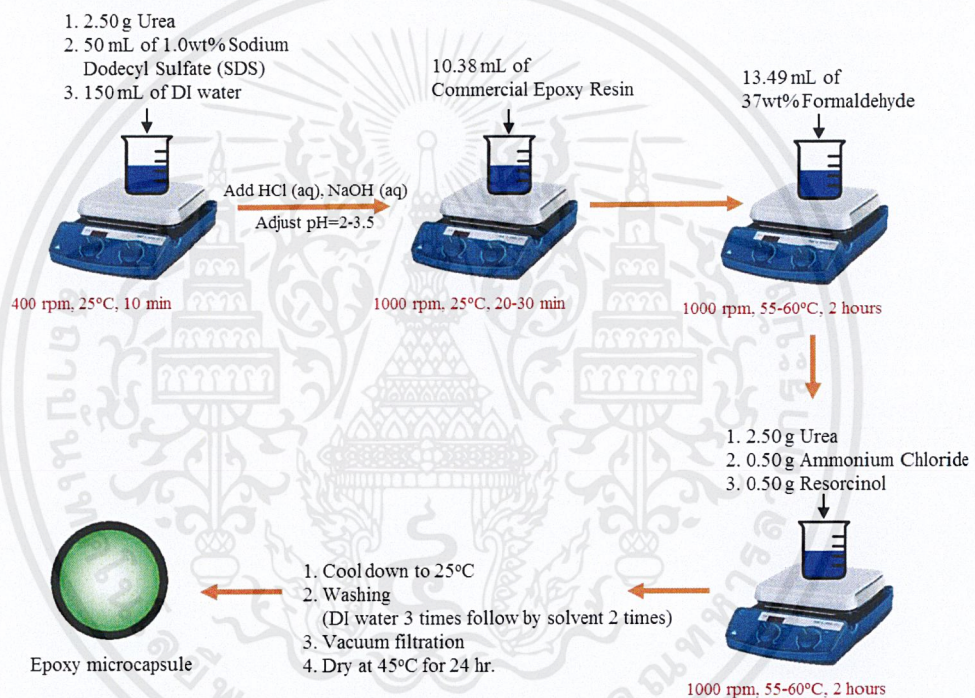 1. 2.50 g Urea
2. 50 mL of 1.0wt% Sodium
Dodecyl Sulfate (SDS)
3. 150 mL of DI water
400 rpm, 25°C, 10 min
Add HCl (aq), NaOH (aq)
Adjust pH=2-3.5
10.38 mL of
Commercial Epoxy Resin
1000 rpm, 25°C, 20-30 min
13.49 mL of
37wt% Formaldehyde
1000 rpm, 55-60°C, 2 hours
1. 2.50 g Urea
2. 0.50 g Ammonium Chloride
3. 0.50 g Resorcinol
1000 rpm, 55-60°C, 2 hours
1. Cool down to 25°C
2. Washing
(DI water 3 times follow by solvent 2 times)
3. Vacuum filtration
4. Dry at 45°C for 24 hr.
Epoxy microcapsule